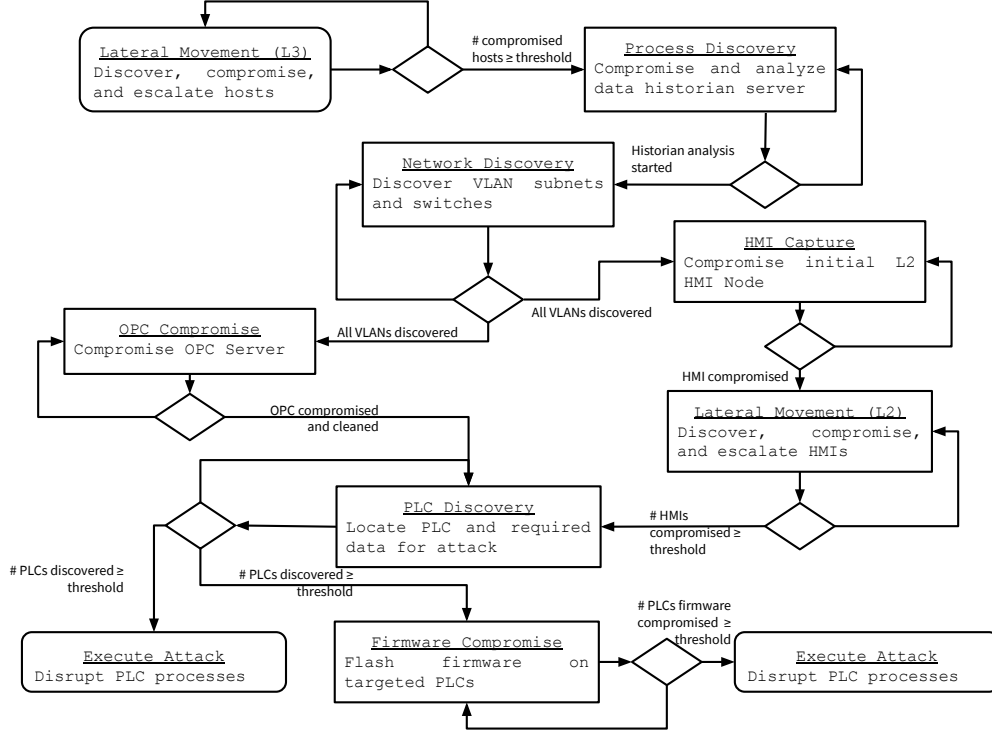 Lateral Movement (L3)
Discover, compromise,
and escalate hosts
# compromised
hosts ≥ threshold
Process Discovery
Compromise and analyze
data historian server
Historian analysis
started
Network Discovery
Discover VLAN subnets
and switches
HMI Capture
Compromise initial L2
HMI Node
All VLANs discovered
All VLANs discovered
OPC Compromise
Compromise OPC Server
HMI compromised
OPC compromised
and cleaned
Lateral Movement (L2)
Discover, compromise,
and escalate HMIs
PLC Discovery
Locate PLC and required
data for attack
# HMIs
compromised ≥
threshold
# PLCs discovered ≥
threshold
# PLCs discovered ≥
threshold
# PLCs firmware
compromised ≥
threshold
Execute Attack
Disrupt PLC processes
Firmware Compromise
Flash firmware on
targeted PLCs
Execute Attack
Disrupt PLC processes